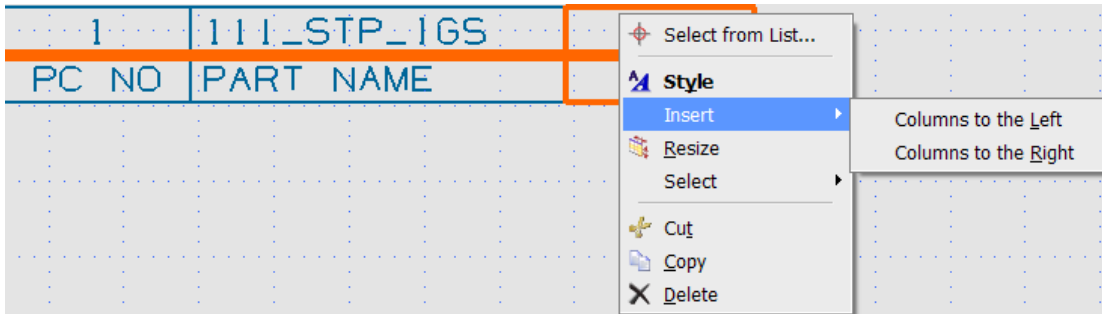 1 111_STP_IGS
PC NO PART NAME
Select from List...
Style
Insert
Columns to the Left
Columns to the Right
Resize
Select
Cut
Copy
Delete